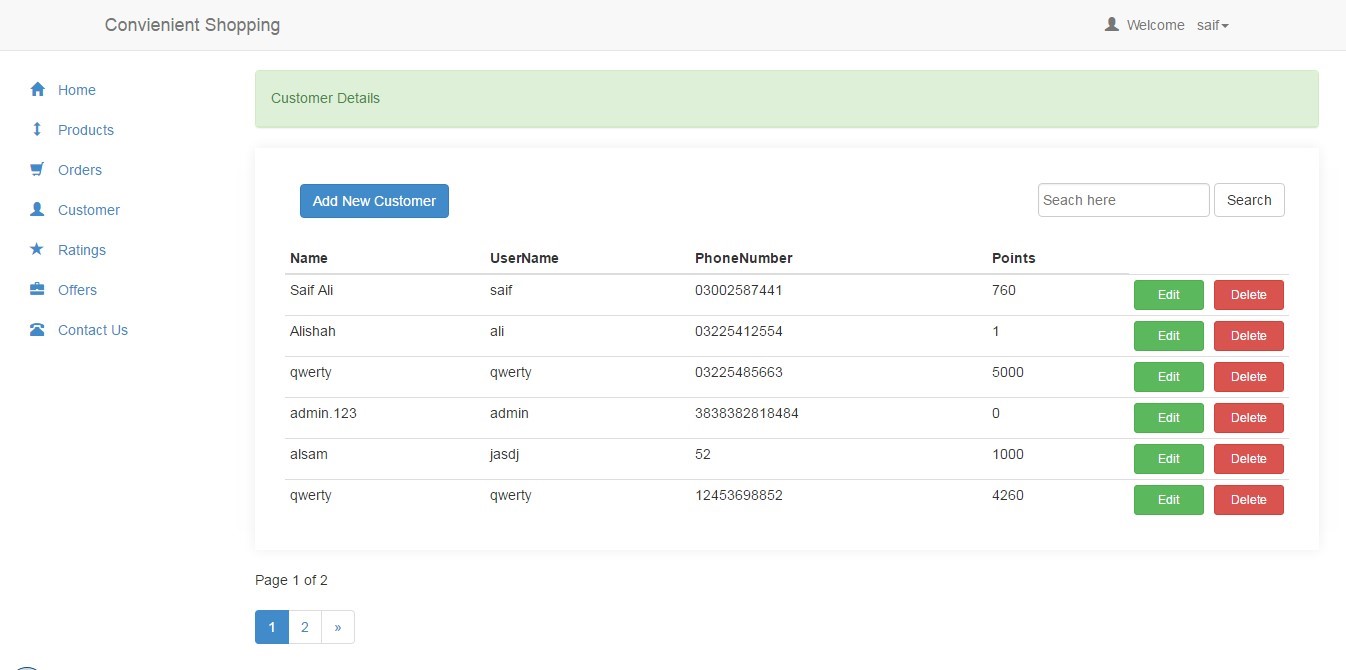 Convienient Shopping
Welcome saif
Home
Products
Orders
Customer
Ratings
Offers
Contact Us
Customer Details
Add New Customer
Seach here
Search
Name UserName PhoneNumber Points
Saif Ali saif 03002587441 760 Edit Delete
Alishah ali 03225412554 1 Edit Delete
qwerty qwerty 03225485663 5000 Edit Delete
admin.123 admin 3838382818484 0 Edit Delete
alsam jasdj 52 1000 Edit Delete
qwerty qwerty 12453698852 4260 Edit Delete
Page 1 of 2
1 2 »